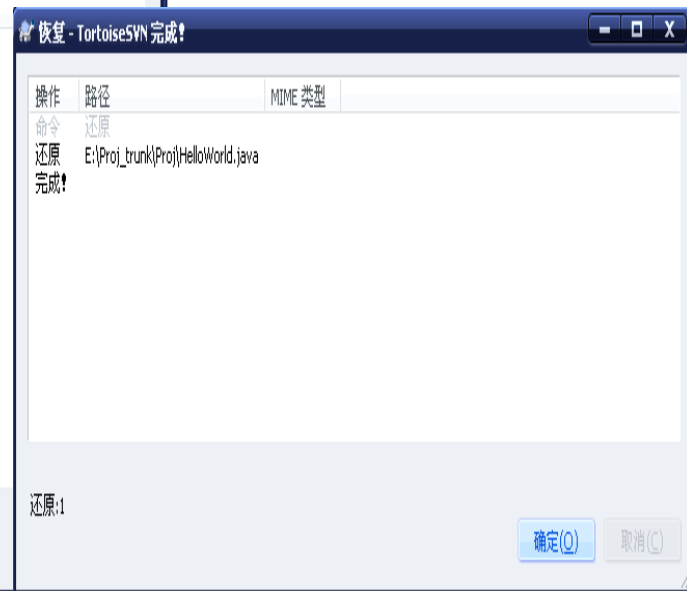 恢复 - TortoiseSVN 完成!
操作 路径 MIME 类型
命令 还原
还原 E:\Proj_trunk\Proj\HelloWorld.java
完成!
还原:1
确定(O) 取消(C)